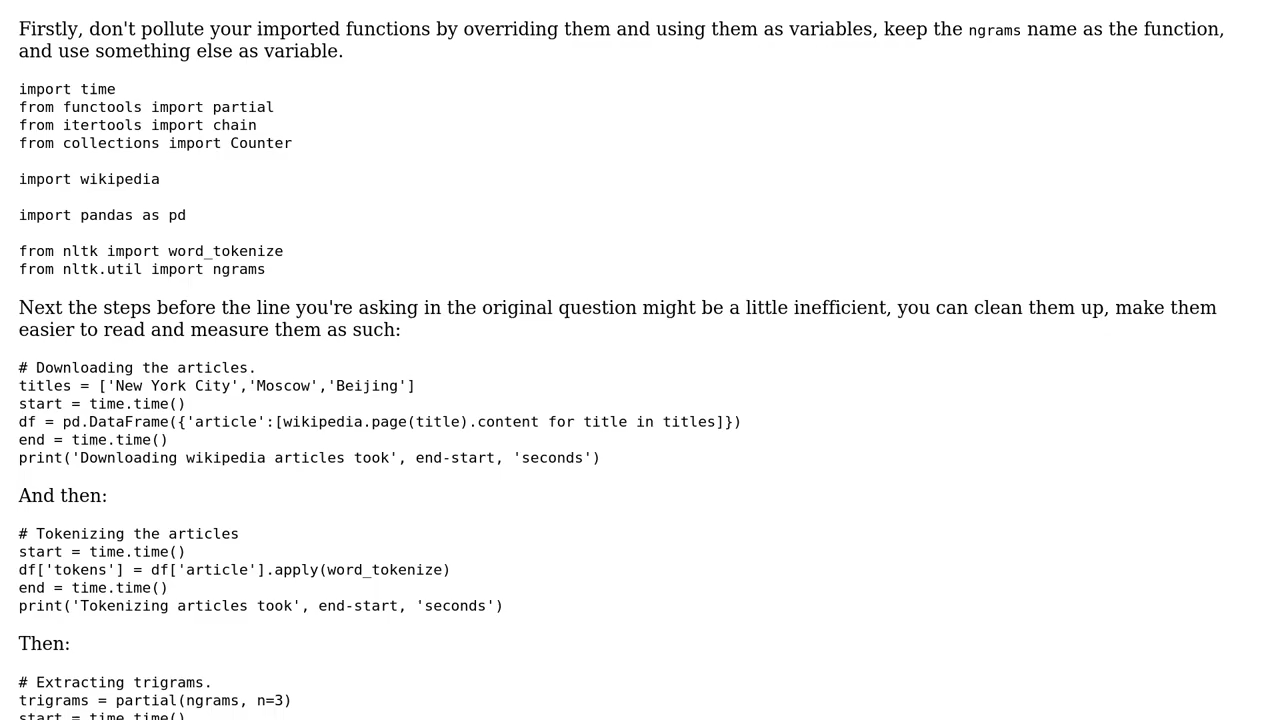 Firstly, don't pollute your imported functions by overriding them and using them as variables, keep the ngrams name as the function,
and use something else as variable.
import time
from functools import partial
from itertools import chain
from collections import Counter
import wikipedia
import pandas as pd
from nltk import word_tokenize
from nltk.util import ngrams
Next the steps before the line you're asking in the original question might be a little inefficient, you can clean them up, make them
easier to read and measure them as such:
# Downloading the articles.
titles = ['New York City','Moscow','Beijing']
start = time.time()
df = pd.DataFrame({'article':[wikipedia.page(title).content for title in titles]})
end = time.time()
print('Downloading wikipedia articles took', end-start, 'seconds')
And then:
# Tokenizing the articles
start = time.time()
df['tokens'] = df['article'].apply(word_tokenize)
end = time.time()
print('Tokenizing articles took', end-start, 'seconds')
Then:
# Extracting trigrams.
trigrams = partial(ngrams, n=3)
start = time.time()